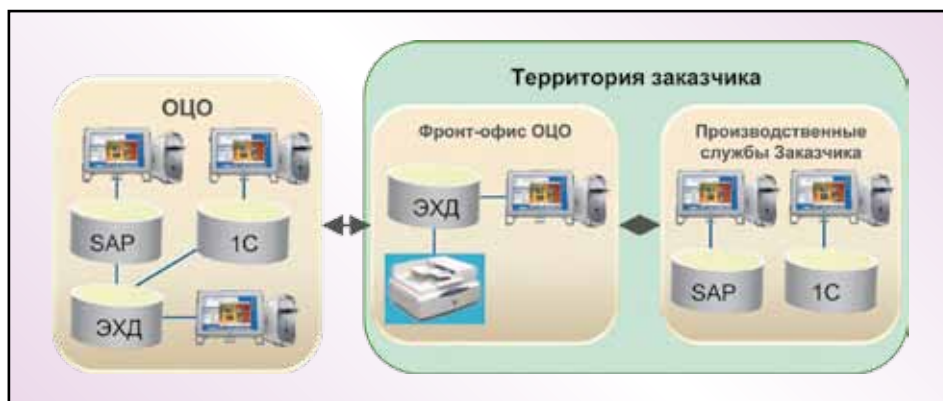 Территория заказчика
ОЦО
Фронт-офис ОЦО
Производственные
службы Заказчика
SAP
1С
ЭХД
ЭХД
SAP
1С